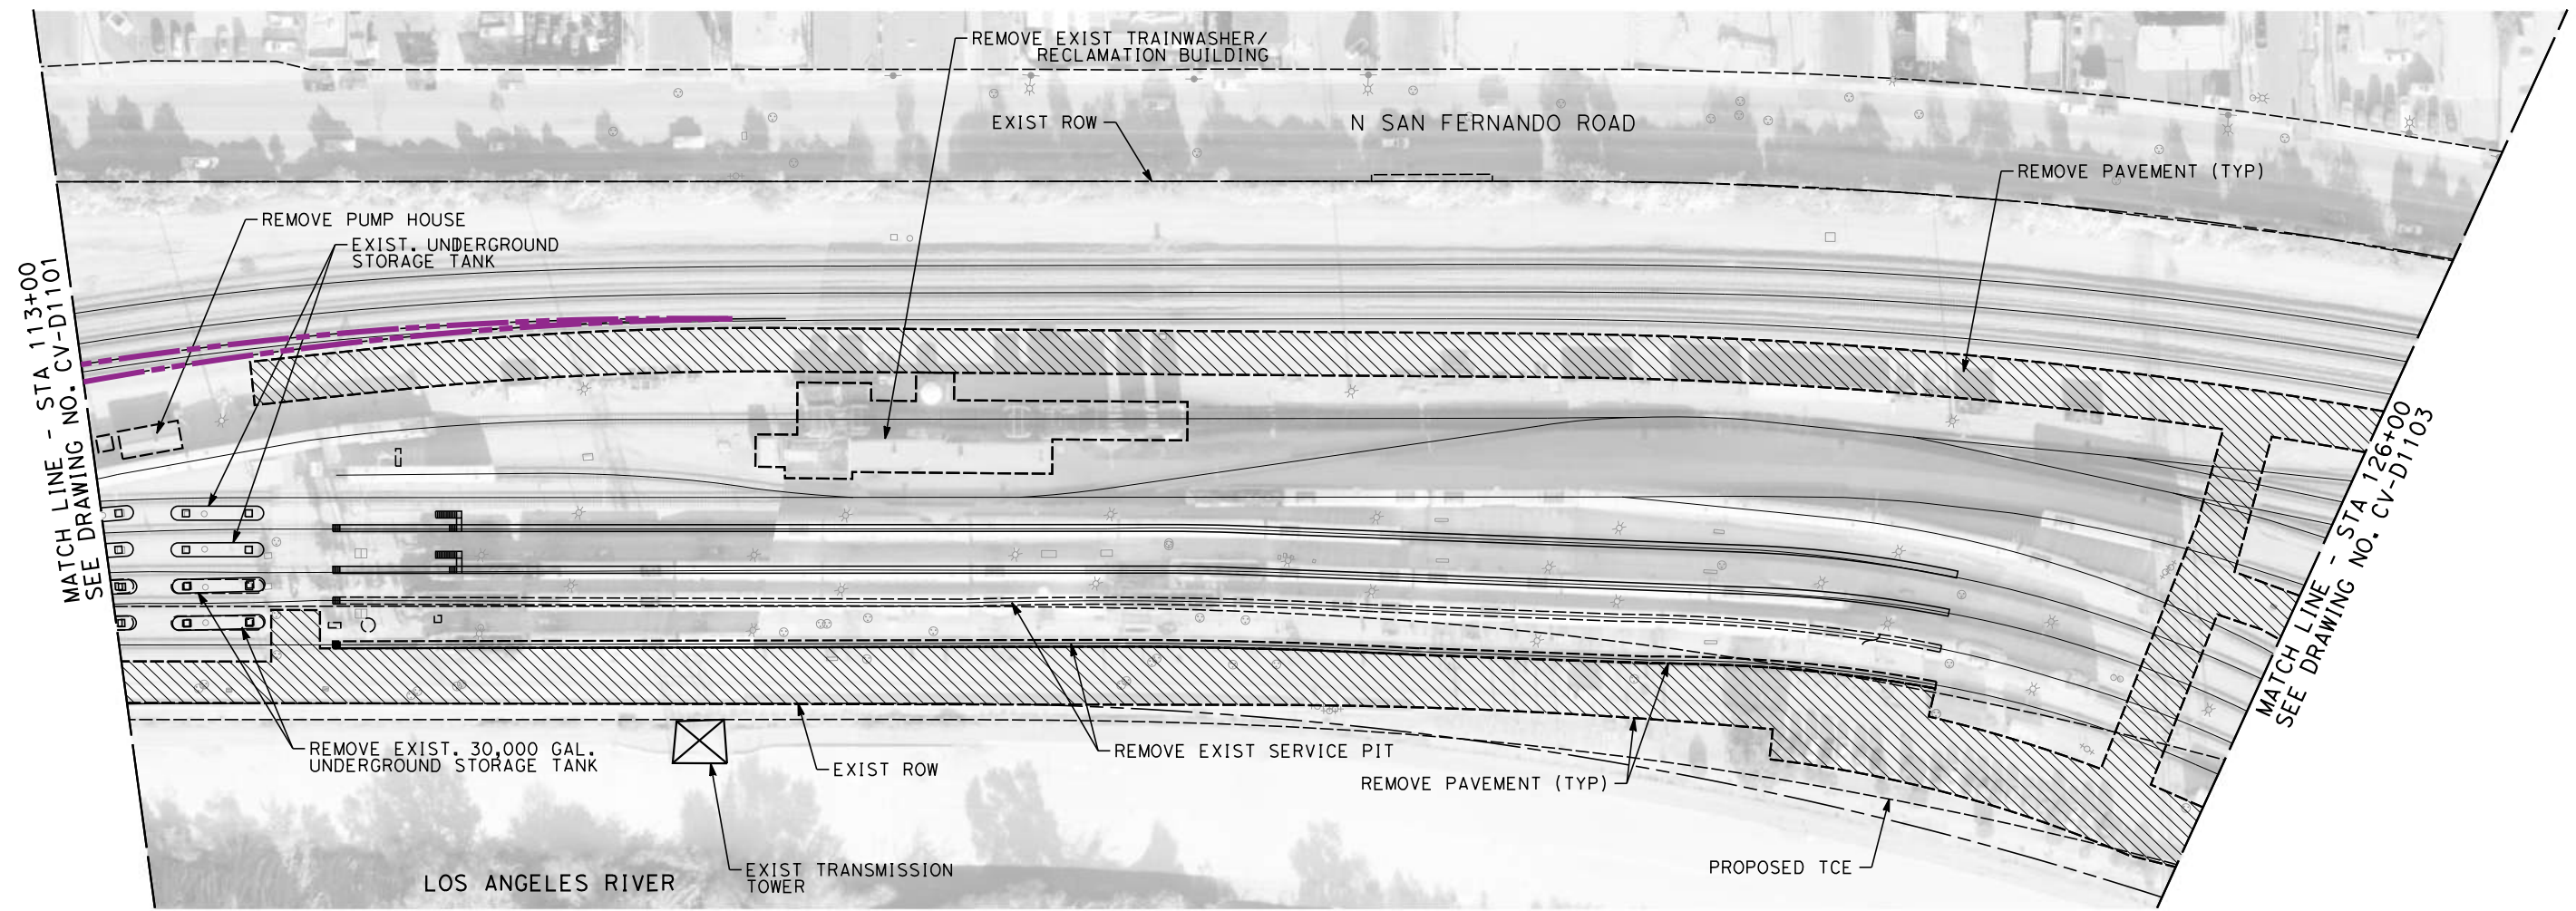 REMOVE EXIST TRAINWASHER/
RECLAMATION BUILDING
EXIST ROW
N SAN FERNANDO ROAD
REMOVE PAVEMENT (TYP)
REMOVE PUMP HOUSE
EXIST. UNDERGROUND
STORAGE TANK
MATCH LINE - STA 113+00
SEE DRAWING NO. CV-D1101
MATCH LINE - STA 126+00
SEE DRAWING NO. CV-D1103
REMOVE EXIST. 30,000 GAL.
UNDERGROUND STORAGE TANK
EXIST ROW
REMOVE EXIST SERVICE PIT
REMOVE PAVEMENT (TYP)
EXIST TRANSMISSION
TOWER
PROPOSED TCE
LOS ANGELES RIVER